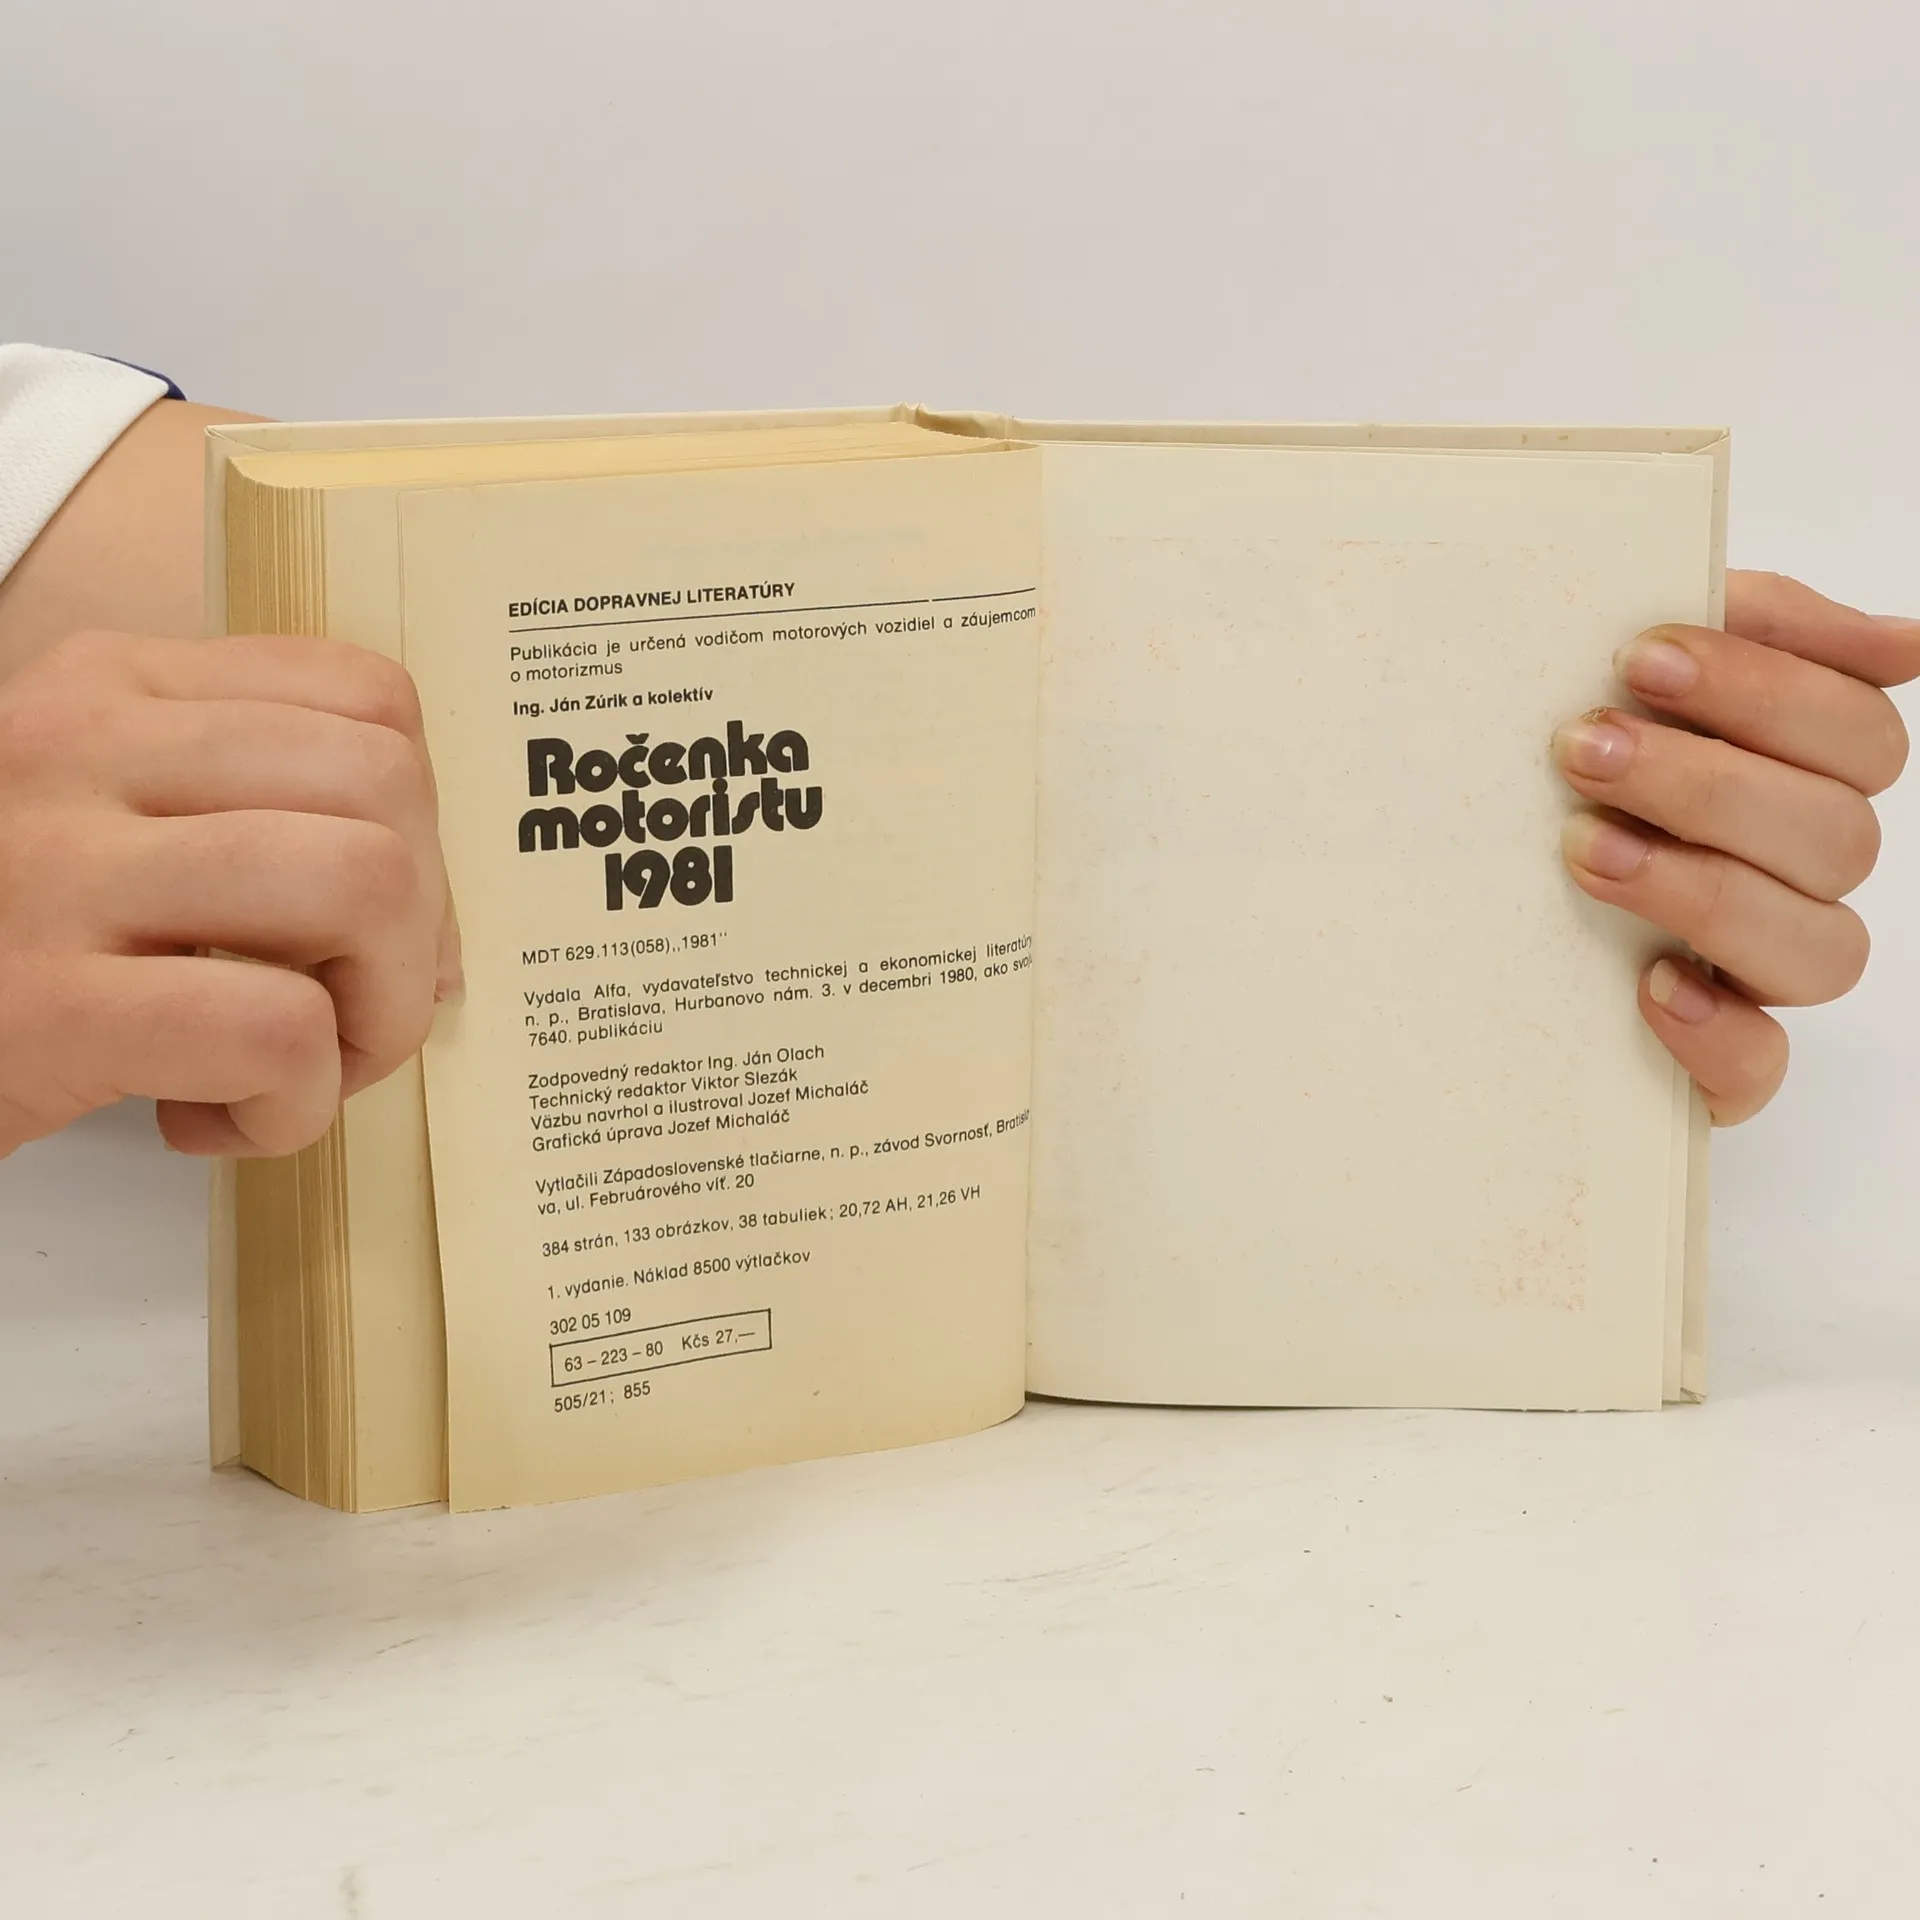 EDÍCIA DOPRAVNEJ LITERATÚRY
Publikácia je určená vodičom motorových vozidiel a záujemcom
o motorizmus
Ing. Ján Zúrik a kolektív
Ročenka
motoristu
1981
MDT 629.113(058),,1981"
Vydala Alfa, vydavateľstvo technickej a ekonomickej literatúry
n. p., Bratislava, Hurbanovo nám. 3. v decembri 1980, ako svoju
7640. publikáciu
Zodpovedný redaktor Ing. Ján Olach
Technický redaktor Viktor Slezák
Väzbu navrhol a ilustroval Jozef Michaláč
Grafická úprava Jozef Michaláč
Vytlačili Západoslovenské tlačiarne, n. p., závod Svornosť, Bratisla-
va, ul. Februárového víť. 20
384 strán, 133 obrázkov, 38 tabuliek; 20,72 AH, 21,26 VH
1. vydanie. Náklad 8500 výtlačkov
302 05 109
63 – 223 – 80 Kčs 27,—
505/21; 855